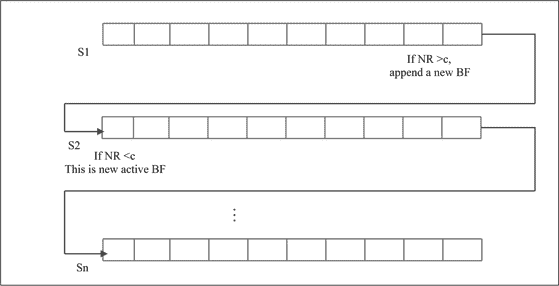 S1
If NR >c,
append a new BF
S2
If NR <c
This is new active BF
⋮
Sn